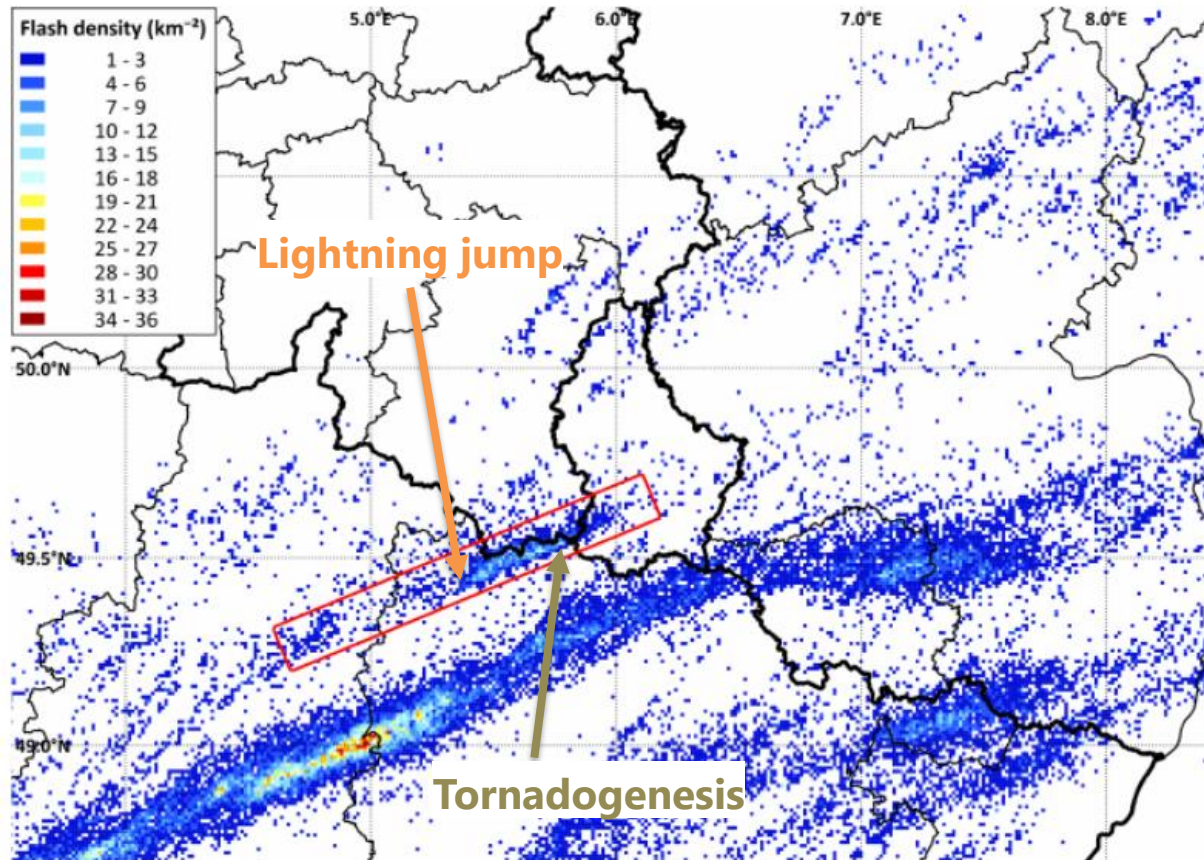 Flash density (km⁻²)
1 - 3
4 - 6
7 - 9
10 - 12
13 - 15
16 - 18
19 - 21
22 - 24
25 - 27
28 - 30
31 - 33
34 - 36
5.0°E
6.0°E
7.0°E
8.0°E
Lightning jump
50.0°N
49.5°N
49.0°N
Tornadogenesis